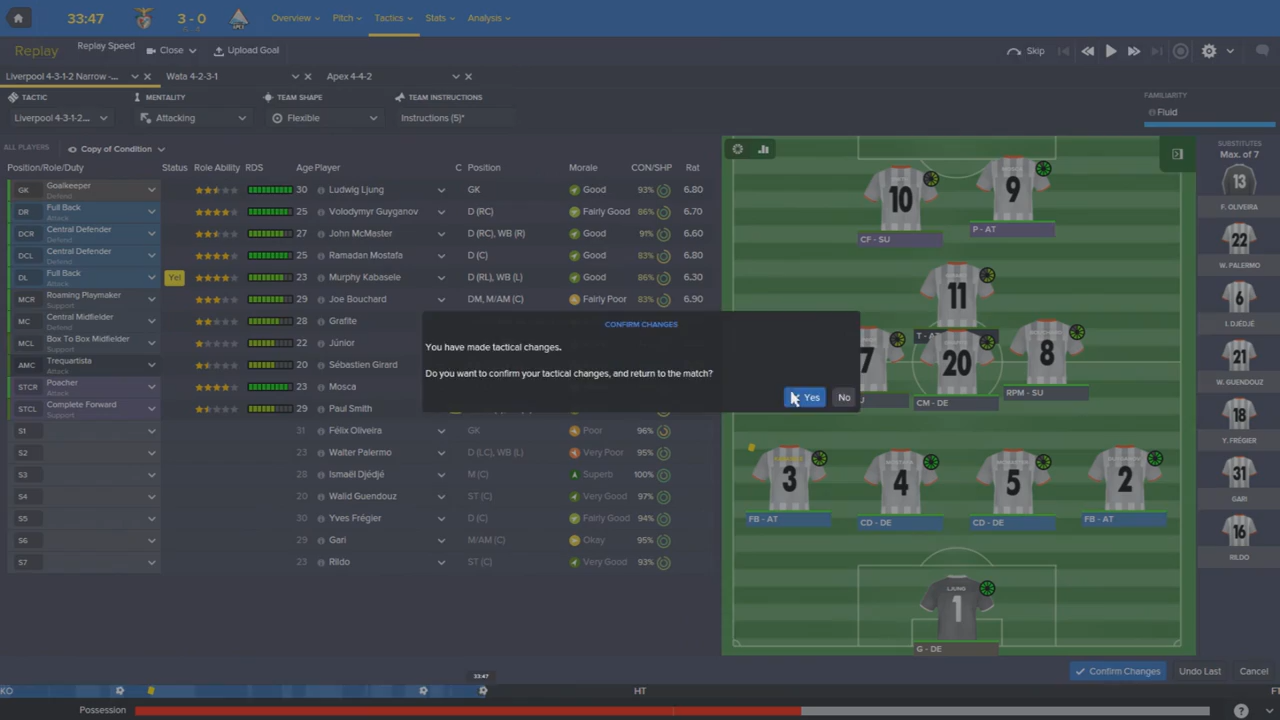 33:47 3 - 0 Overview Pitch Tactics Stats Analysis
Replay Replay Speed Close Upload Goal Skip
Liverpool 4-3-1-2 Narrow -... Wata 4-2-3-1 Apex 4-4-2
TACTIC MENTALITY TEAM SHAPE TEAM INSTRUCTIONS FAMILIARITY
Liverpool 4-3-1-2... Attacking Flexible Instructions (5)* Fluid
ALL PLAYERS Copy of Condition
Position/Role/Duty Status Role Ability RDS Age Player C Position Morale CON/SHP Rat
GK Goalkeeper Defend 30 Ludwig Ljung GK Good 93% 6.80
DR Full Back Attack 25 Volodymyr Guyganov D (RC) Fairly Good 86% 6.70
DCR Central Defender Defend 27 John McMaster D (RC), WB (R) Good 91% 6.60
DCL Central Defender Defend 25 Ramadan Mostafa D (C) Good 83% 6.80
DL Full Back Attack Yel 23 Murphy Kabasele D (RL), WB (L) Good 86% 6.30
MCR Roaming Playmaker Support 29 Joe Bouchard DM, M/AM (C) Fairly Poor 83% 6.90
MC Central Midfielder Defend 28 Grafite
MCL Box To Box Midfielder Support 22 Júnior
AMC Trequartista Attack 20 Sébastien Girard
STCR Poacher Attack 23 Mosca
STCL Complete Forward Support 29 Paul Smith
S1 31 Félix Oliveira GK Poor 96%
S2 23 Walter Palermo D (LC), WB (L) Very Poor 95%
S3 28 Ismaël Djédjé M (C) Superb 100%
S4 20 Walid Guendouz ST (C) Very Good 97%
S5 30 Yves Frégier D (C) Fairly Good 94%
S6 29 Gari M/AM (C) Okay 95%
S7 23 Rildo ST (C) Very Good 93%
CONFIRM CHANGES
You have made tactical changes.
Do you want to confirm your tactical changes, and return to the match?
Yes No
10 9
CF - SU P - AT
11
T - A
7 20 8
U CM - DE RPM - SU
3 4 5 2
FB - AT CD - DE CD - DE FB - AT
LJUNG
1
G - DE
SUBSTITUTES
Max. of 7
13
F. OLIVEIRA
22
W. PALERMO
6
I. DJÉDJÉ
21
W. GUENDOUZ
18
Y. FRÉGIER
31
GARI
16
RILDO
Confirm Changes Undo Last Cancel
33:47
KO HT F
Possession ?